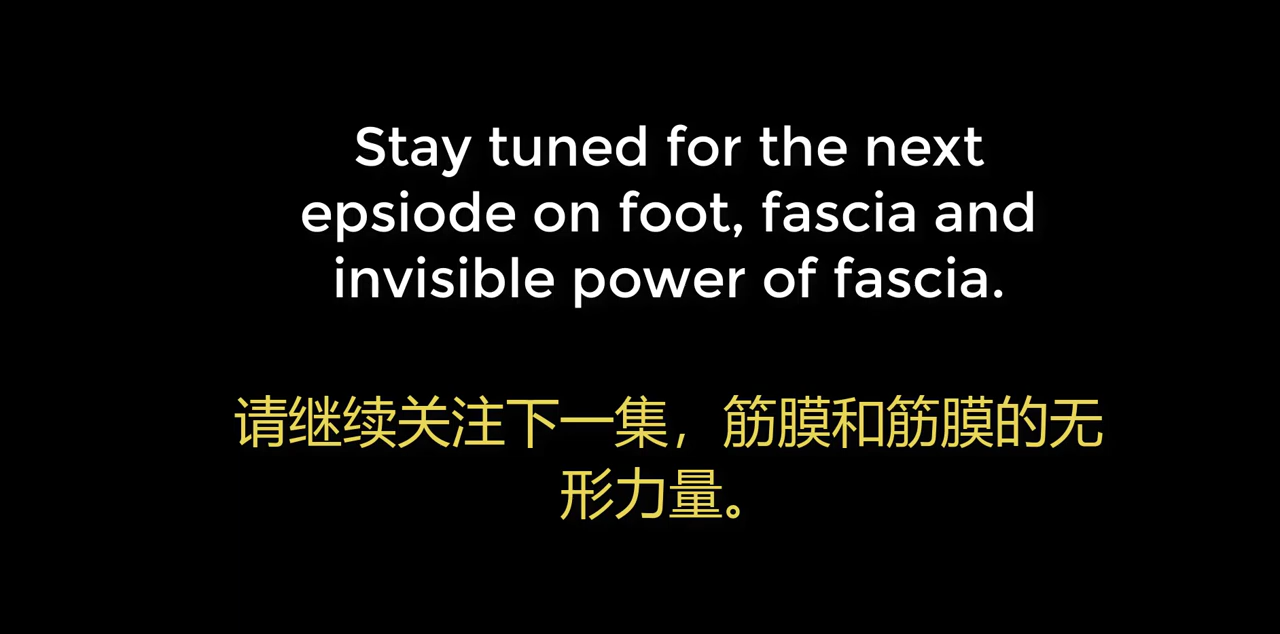 Stay tuned for the next
epsiode on foot, fascia and
invisible power of fascia.
请继续关注下一集，筋膜和筋膜的无
形力量。